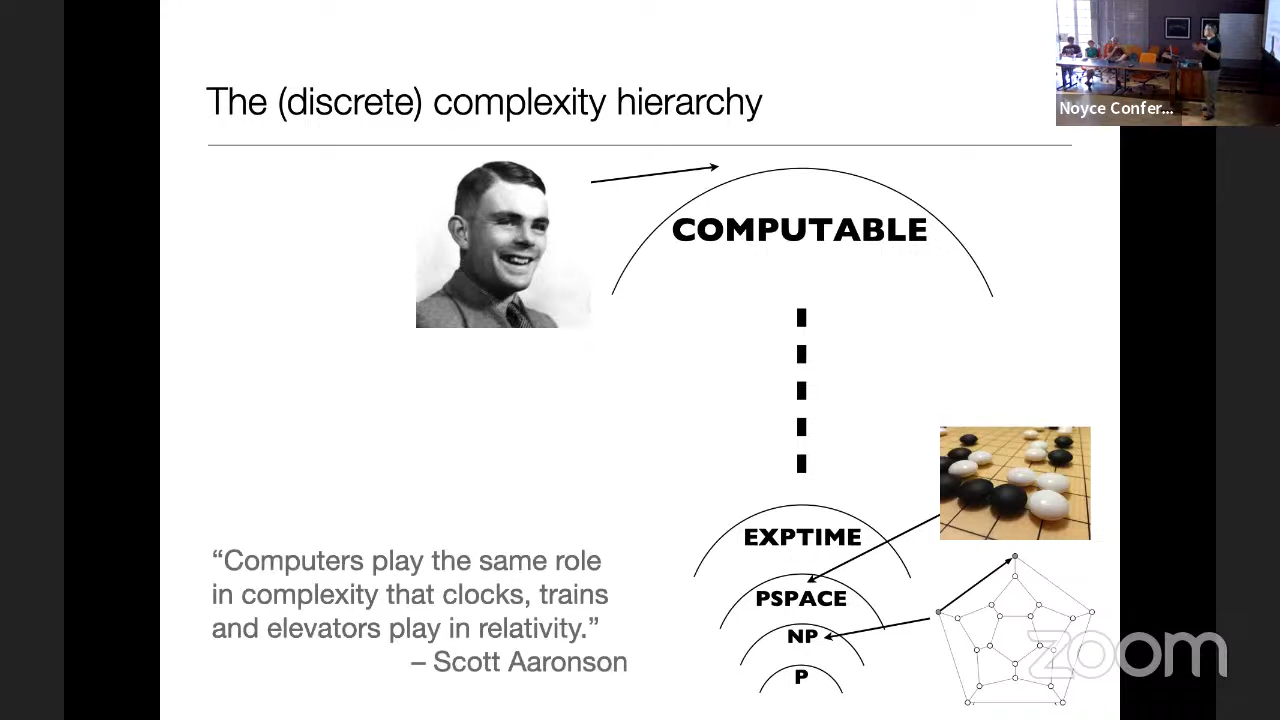 The (discrete) complexity hierarchy
Noyce Confer...
COMPUTABLE
EXPTIME
PSPACE
NP
P
“Computers play the same role
in complexity that clocks, trains
and elevators play in relativity.”
– Scott Aaronson
zoom